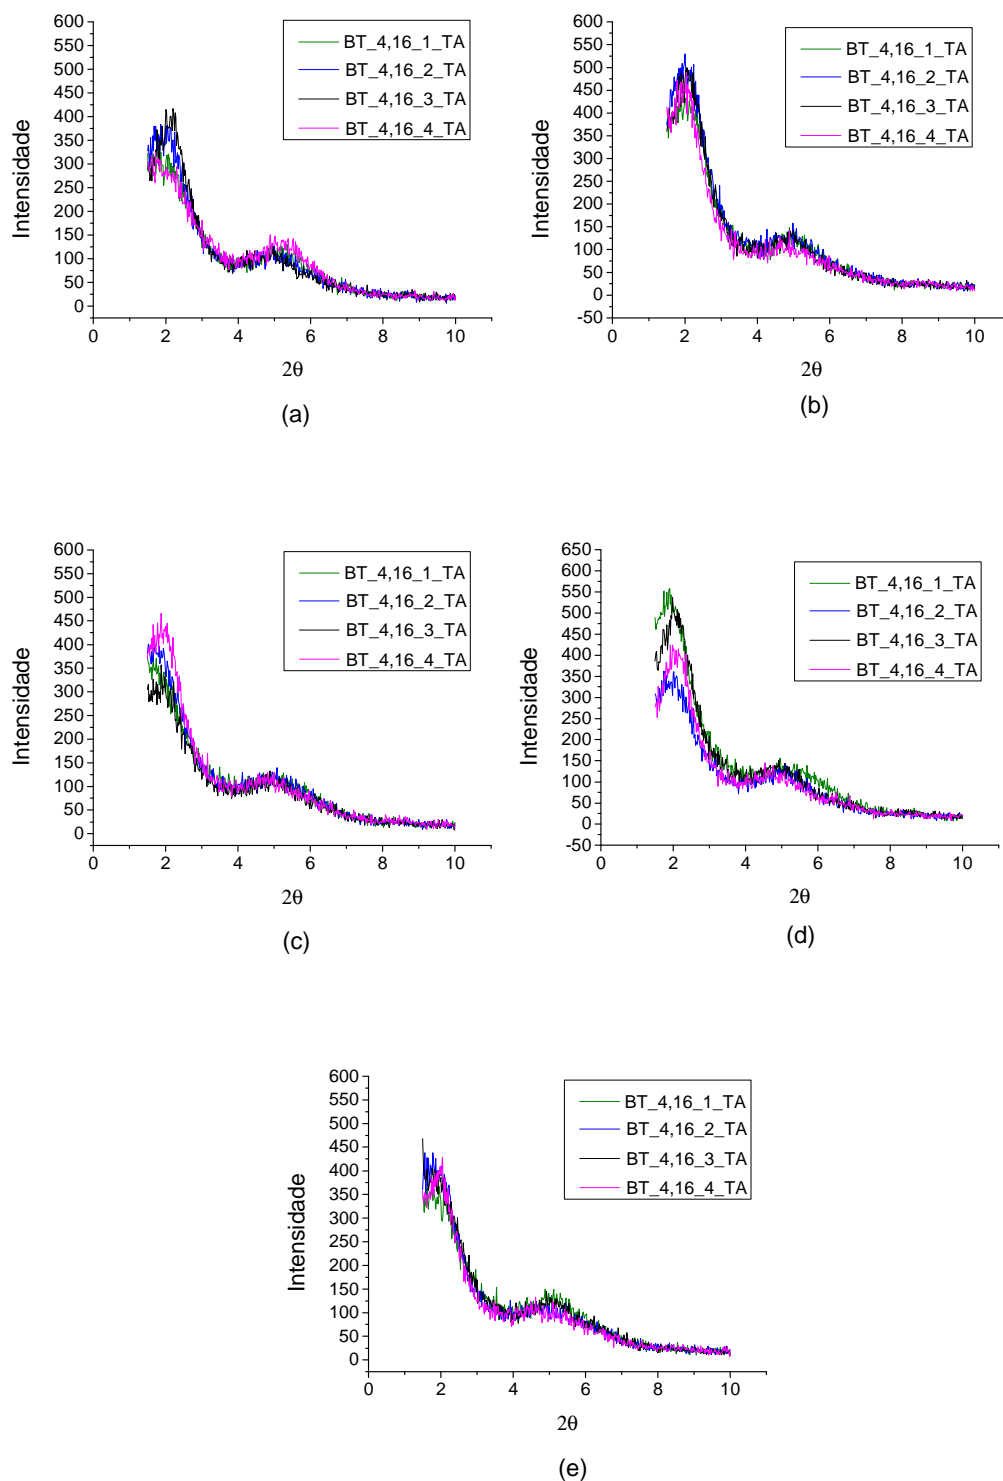 600
550
500
450
400
350
300
250
200
150
100
50
0
Intensidade
0 2 4 6 8 10
2θ
BT_4,16_1_TA
BT_4,16_2_TA
BT_4,16_3_TA
BT_4,16_4_TA
(a)
600
550
500
450
400
350
300
250
200
150
100
50
0
-50
Intensidade
0 2 4 6 8 10
2θ
BT_4,16_1_TA
BT_4,16_2_TA
BT_4,16_3_TA
BT_4,16_4_TA
(b)
600
550
500
450
400
350
300
250
200
150
100
50
0
Intensidade
0 2 4 6 8 10
2θ
BT_4,16_1_TA
BT_4,16_2_TA
BT_4,16_3_TA
BT_4,16_4_TA
(c)
650
600
550
500
450
400
350
300
250
200
150
100
50
0
-50
Intensidade
0 2 4 6 8 10
2θ
BT_4,16_1_TA
BT_4,16_2_TA
BT_4,16_3_TA
BT_4,16_4_TA
(d)
600
550
500
450
400
350
300
250
200
150
100
50
0
Intensidade
0 2 4 6 8 10
2θ
BT_4,16_1_TA
BT_4,16_2_TA
BT_4,16_3_TA
BT_4,16_4_TA
(e)